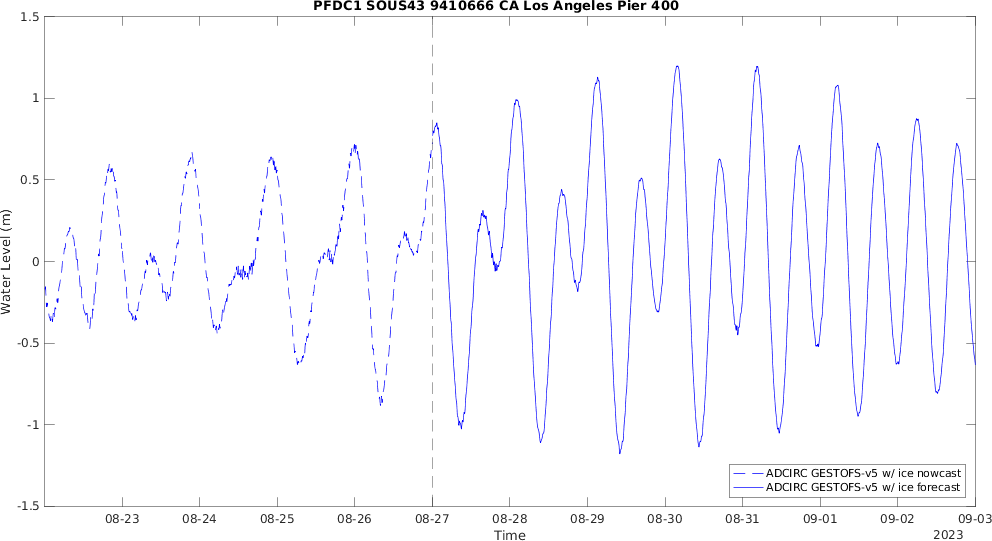 PFDC1 SOUS43 9410666 CA Los Angeles Pier 400
1.5
1
0.5
0
-0.5
-1
-1.5
Water Level (m)
ADCIRC GESTOFS-v5 w/ ice nowcast
ADCIRC GESTOFS-v5 w/ ice forecast
08-23 08-24 08-25 08-26 08-27 08-28 08-29 08-30 08-31 09-01 09-02 09-03
Time
2023